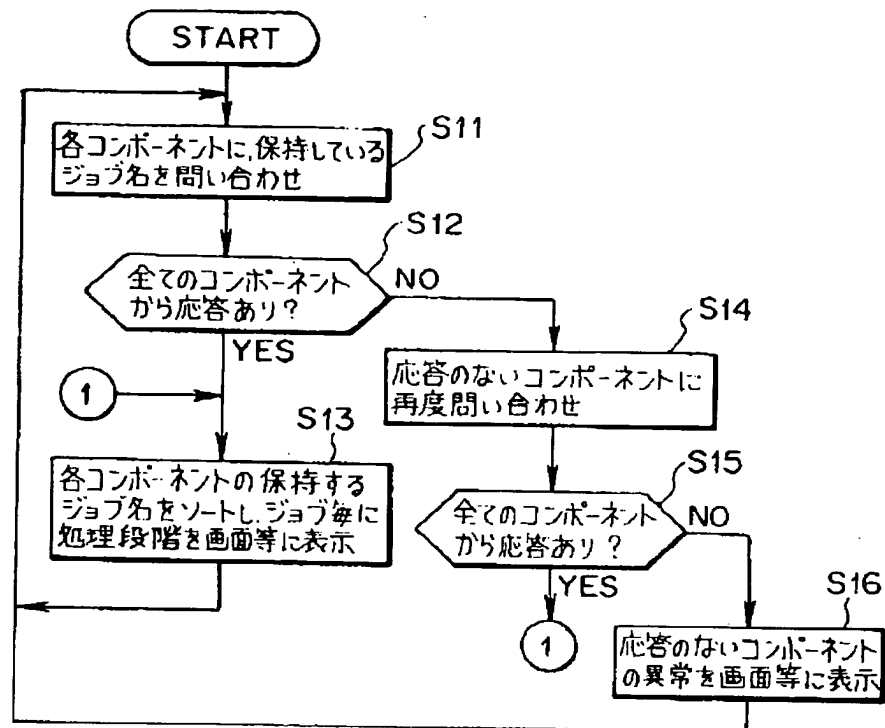 START
S11
各コンポーネントに,保持している
ジョブ名を問い合わせ
S12
全てのコンポーネント
から応答あり?
NO
YES
1
S13
各コンポーネントの保持する
ジョブ名をソートし,ジョブ毎に
処理段階を画面等に表示
S14
応答のないコンポーネントに
再度問い合わせ
S15
全てのコンポーネント
から応答あり?
NO
YES
1
S16
応答のないコンポーネント
の異常を画面等に表示